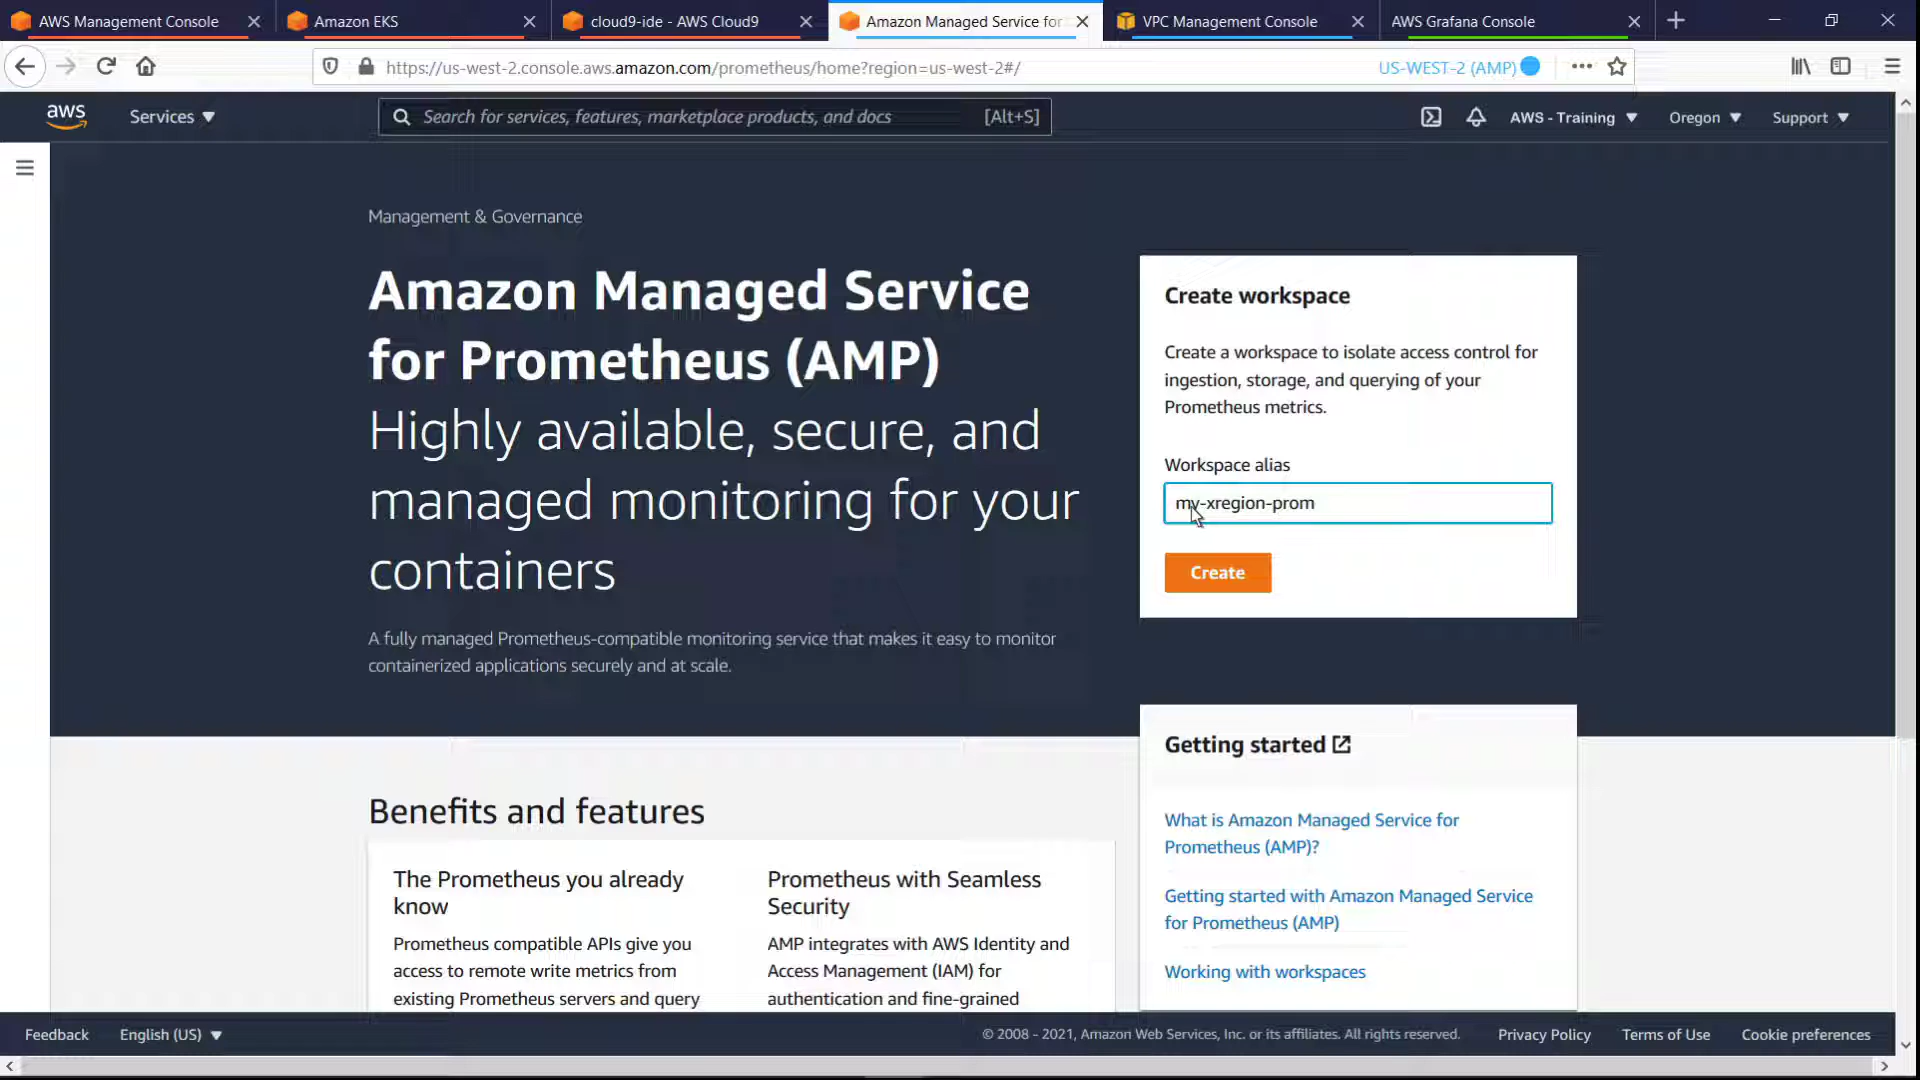 AWS Management Console
Amazon EKS
cloud9-ide - AWS Cloud9
Amazon Managed Service for
VPC Management Console
AWS Grafana Console
https://us-west-2.console.aws.amazon.com/prometheus/home?region=us-west-2#/
US-WEST-2 (AMP)
aws
Services
Search for services, features, marketplace products, and docs
[Alt+S]
AWS - Training
Oregon
Support
Management & Governance
Amazon Managed Service
for Prometheus (AMP)
Highly available, secure, and
managed monitoring for your
containers
A fully managed Prometheus-compatible monitoring service that makes it easy to monitor
containerized applications securely and at scale.
Create workspace
Create a workspace to isolate access control for
ingestion, storage, and querying of your
Prometheus metrics.
Workspace alias
my-xregion-prom
Create
Getting started
What is Amazon Managed Service for
Prometheus (AMP)?
Getting started with Amazon Managed Service
for Prometheus (AMP)
Working with workspaces
Benefits and features
The Prometheus you already
know
Prometheus compatible APIs give you
access to remote write metrics from
existing Prometheus servers and query
Prometheus with Seamless
Security
AMP integrates with AWS Identity and
Access Management (IAM) for
authentication and fine-grained
Feedback
English (US)
© 2008 - 2021, Amazon Web Services, Inc. or its affiliates. All rights reserved.
Privacy Policy
Terms of Use
Cookie preferences